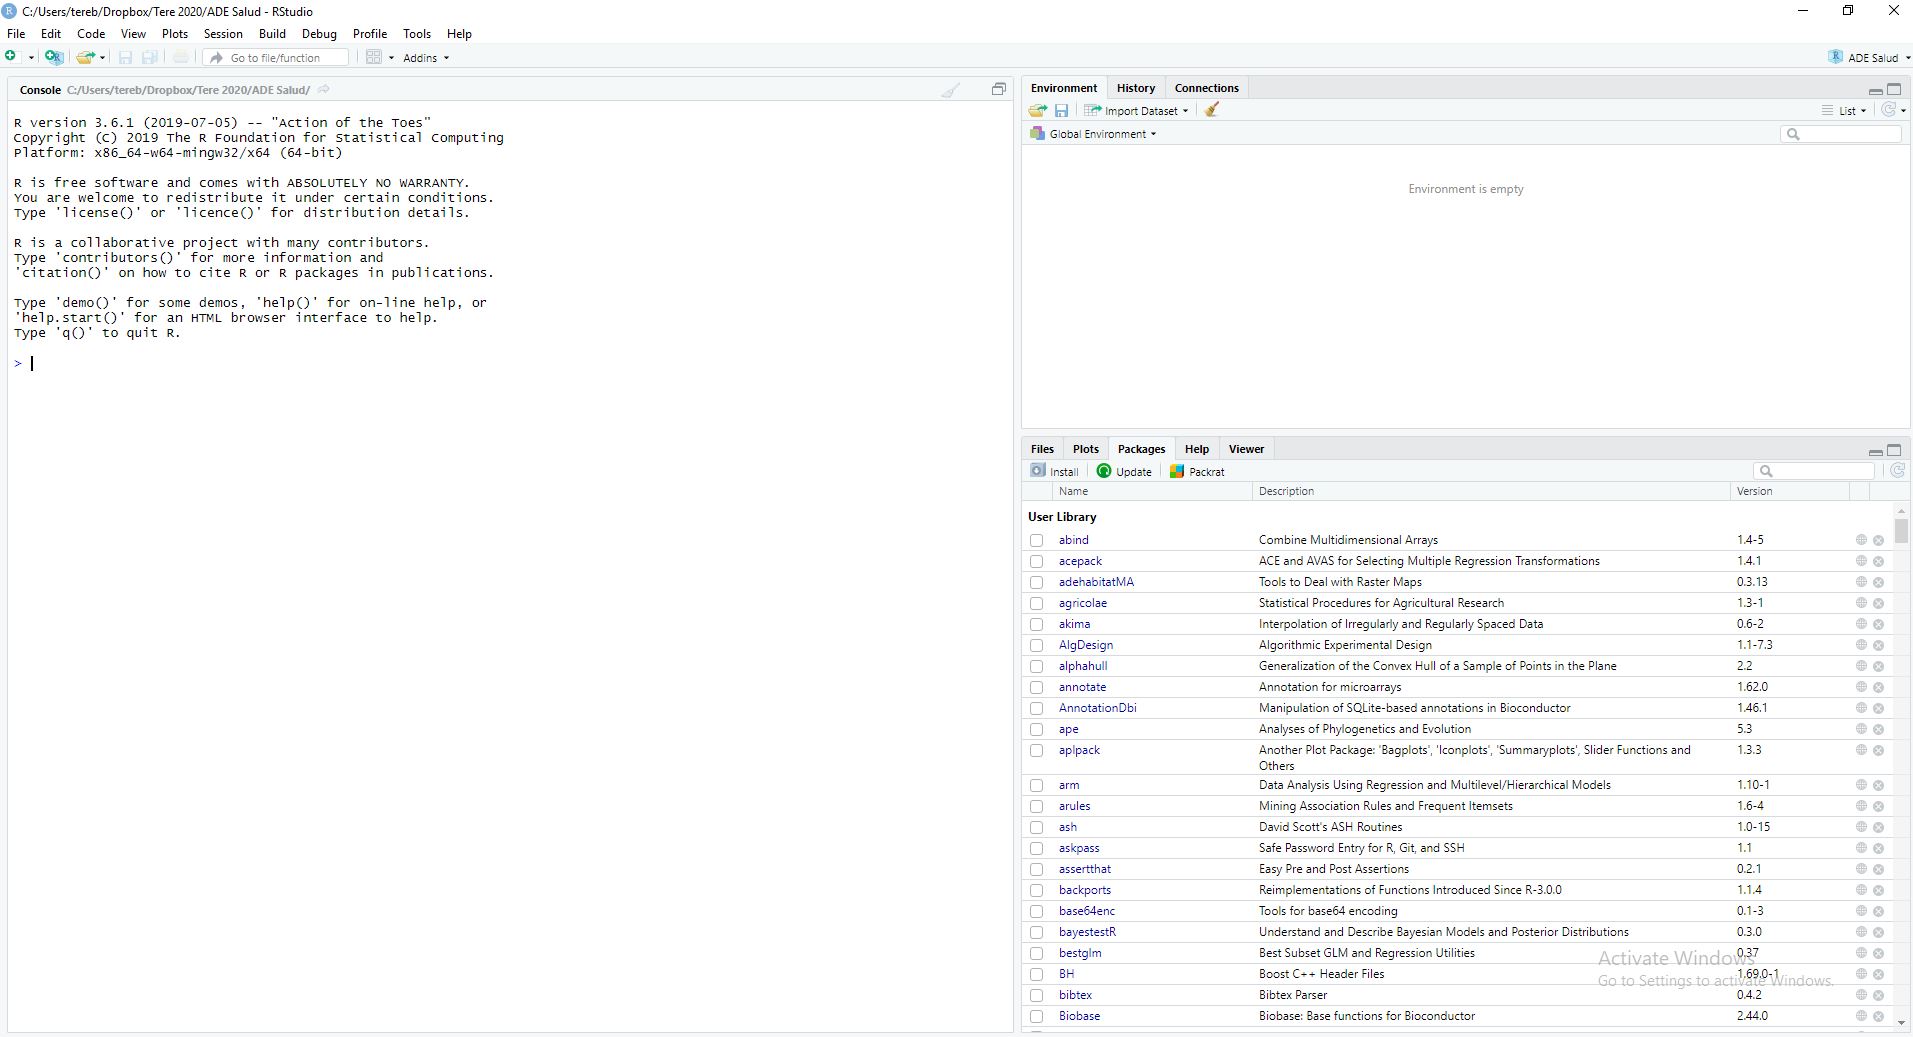 C:/Users/tereb/Dropbox/Tere 2020/ADE Salud - RStudio
File Edit Code View Plots Session Build Debug Profile Tools Help
Go to file/function Addins ADE Salud
Console C:/Users/tereb/Dropbox/Tere 2020/ADE Salud/
R version 3.6.1 (2019-07-05) -- "Action of the Toes"
Copyright (C) 2019 The R Foundation for Statistical Computing
Platform: x86_64-w64-mingw32/x64 (64-bit)
R is free software and comes with ABSOLUTELY NO WARRANTY.
You are welcome to redistribute it under certain conditions.
Type 'license()' or 'licence()' for distribution details.
R is a collaborative project with many contributors.
Type 'contributors()' for more information and
'citation()' on how to cite R or R packages in publications.
Type 'demo()' for some demos, 'help()' for on-line help, or
'help.start()' for an HTML browser interface to help.
Type 'q()' to quit R.
>
Environment History Connections
Import Dataset List
Global Environment
Environment is empty
Files Plots Packages Help Viewer
Install Update Packrat
Name Description Version
User Library
abind Combine Multidimensional Arrays 1.4-5
acepack ACE and AVAS for Selecting Multiple Regression Transformations 1.4.1
adehabitatMA Tools to Deal with Raster Maps 0.3.13
agricolae Statistical Procedures for Agricultural Research 1.3-1
akima Interpolation of Irregularly and Regularly Spaced Data 0.6-2
AlgDesign Algorithmic Experimental Design 1.1-7.3
alphahull Generalization of the Convex Hull of a Sample of Points in the Plane 2.2
annotate Annotation for microarrays 1.62.0
AnnotationDbi Manipulation of SQLite-based annotations in Bioconductor 1.46.1
ape Analyses of Phylogenetics and Evolution 5.3
aplpack Another Plot Package: 'Bagplots', 'Iconplots', 'Summaryplots', Slider Functions and 1.3.3
Others
arm Data Analysis Using Regression and Multilevel/Hierarchical Models 1.10-1
arules Mining Association Rules and Frequent Itemsets 1.6-4
ash David Scott's ASH Routines 1.0-15
askpass Safe Password Entry for R, Git, and SSH 1.1
assertthat Easy Pre and Post Assertions 0.2.1
backports Reimplementations of Functions Introduced Since R-3.0.0 1.1.4
base64enc Tools for base64 encoding 0.1-3
bayestestR Understand and Describe Bayesian Models and Posterior Distributions 0.3.0
bestglm Best Subset GLM and Regression Utilities 0.37
BH Boost C++ Header Files 1.69.0-1
bibtex Bibtex Parser 0.4.2
Biobase Biobase: Base functions for Bioconductor 2.44.0
Activate Windows
Go to Settings to activate Windows.